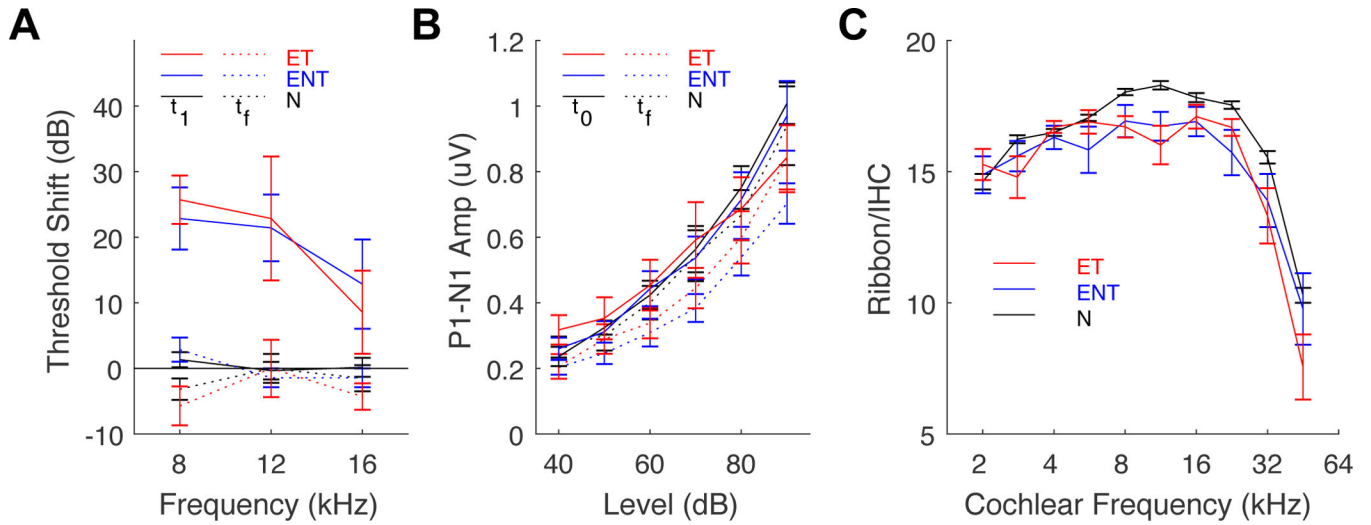 A
Threshold Shift (dB)
40
30
20
10
0
-10
ET
ENT
N
t1 tf
8 12 16
Frequency (kHz)
B
P1-N1 Amp (uV)
1
0.8
0.6
0.4
0.2
0
ET
ENT
N
t0 tf
40 60 80
Level (dB)
C
Ribbon/IHC
20
15
10
5
ET
ENT
N
2 4 8 16 32 64
Cochlear Frequency (kHz)